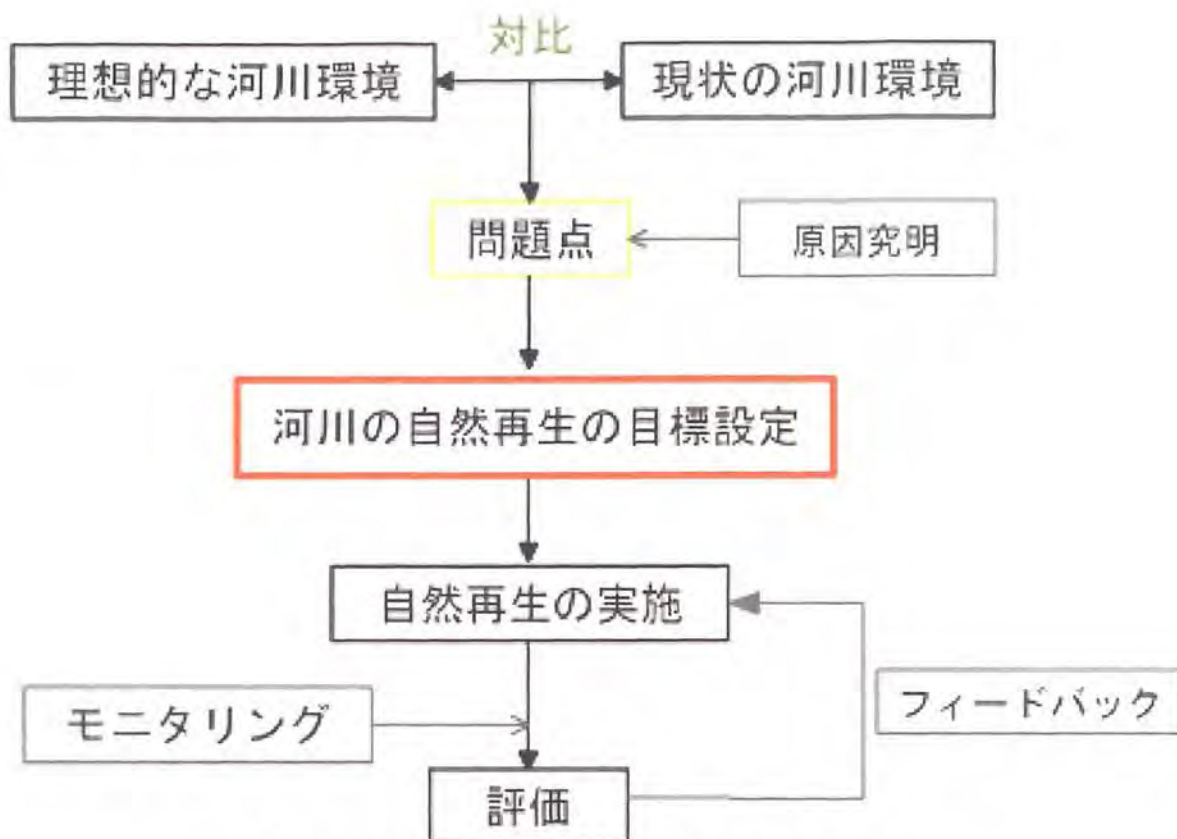 対比
理想的な河川環境
現状の河川環境
問題点
原因究明
河川の自然再生の目標設定
自然再生の実施
モニタリング
フィードバック
評価